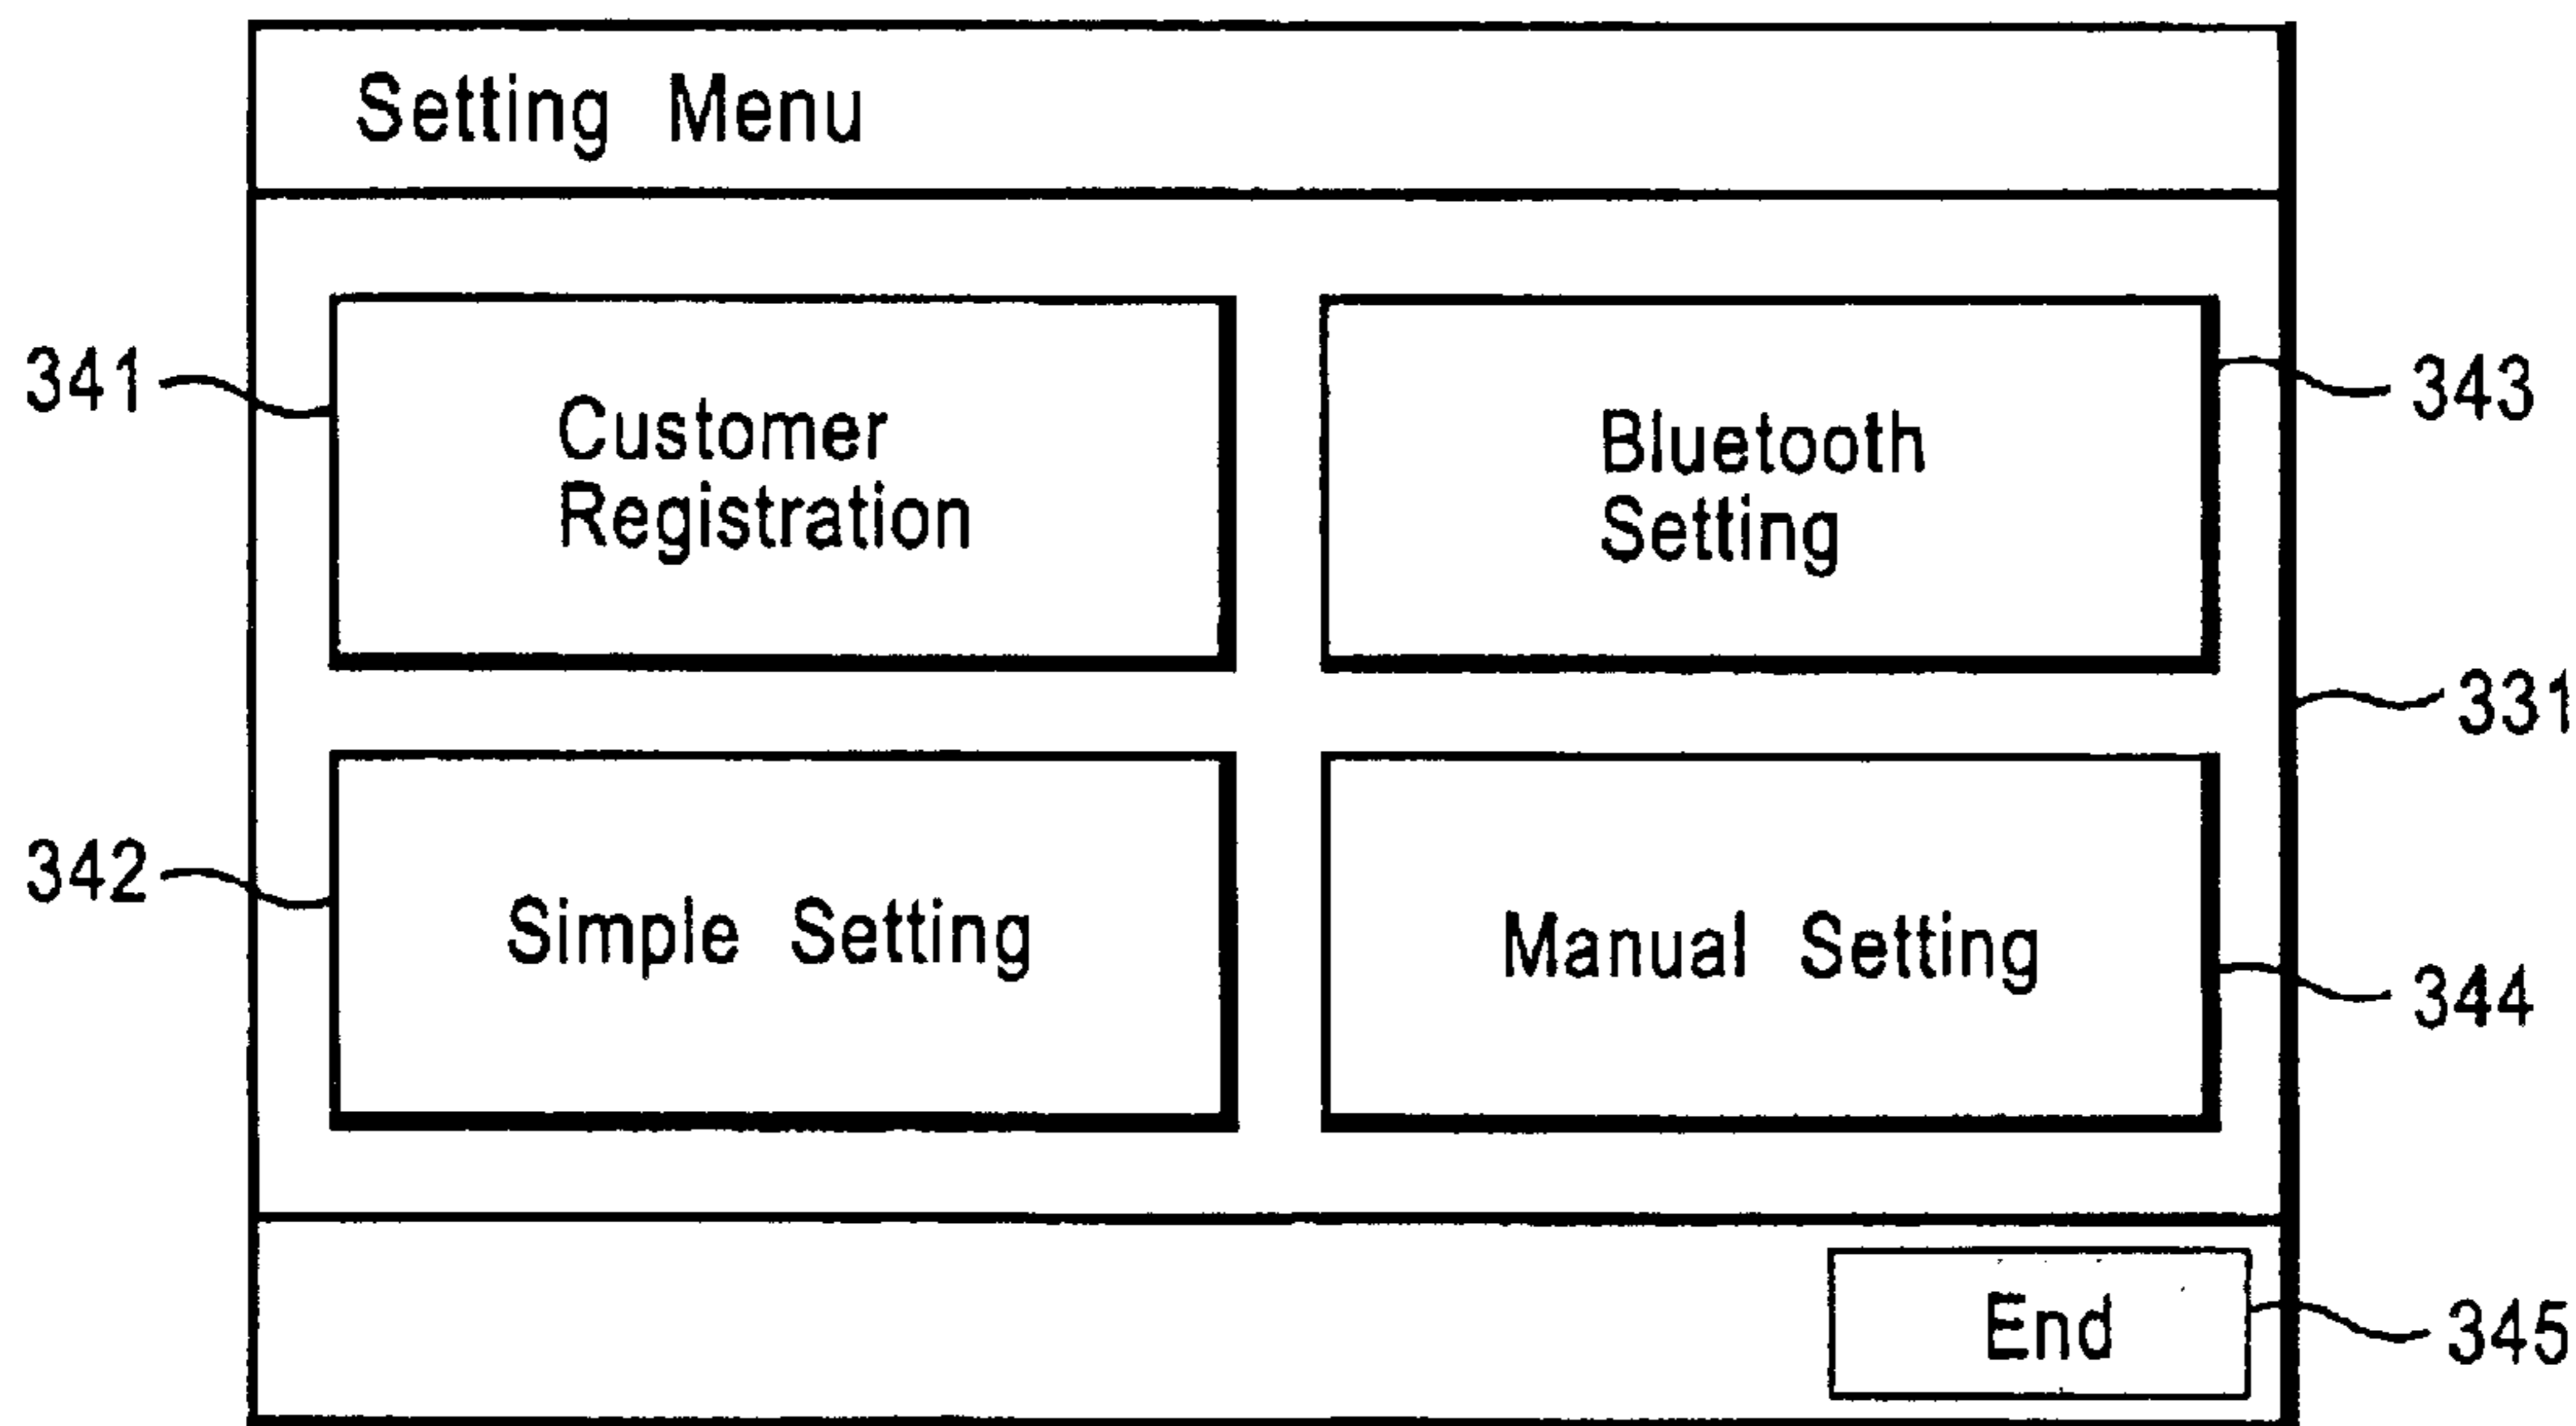 Setting Menu
341
Customer
Registration
Bluetooth
Setting
343
331
342
Simple Setting
Manual Setting
344
End
345